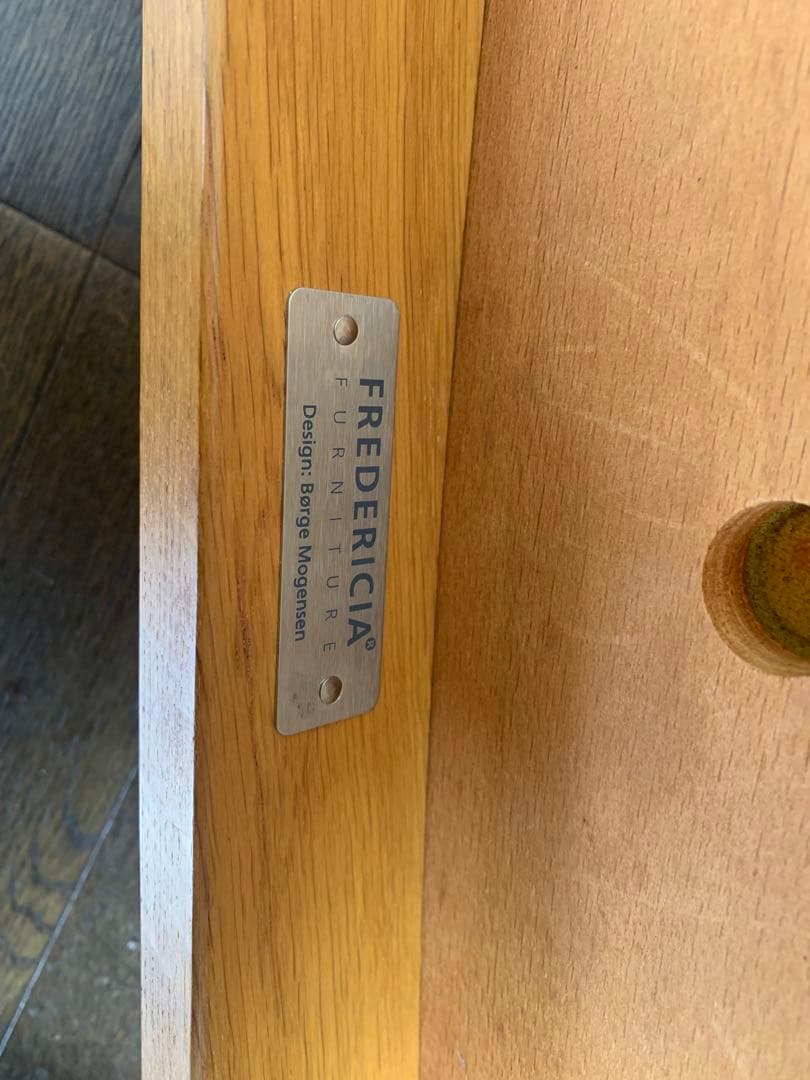 FREDERICIA®
FURNITURE
Design: Børge Mogensen